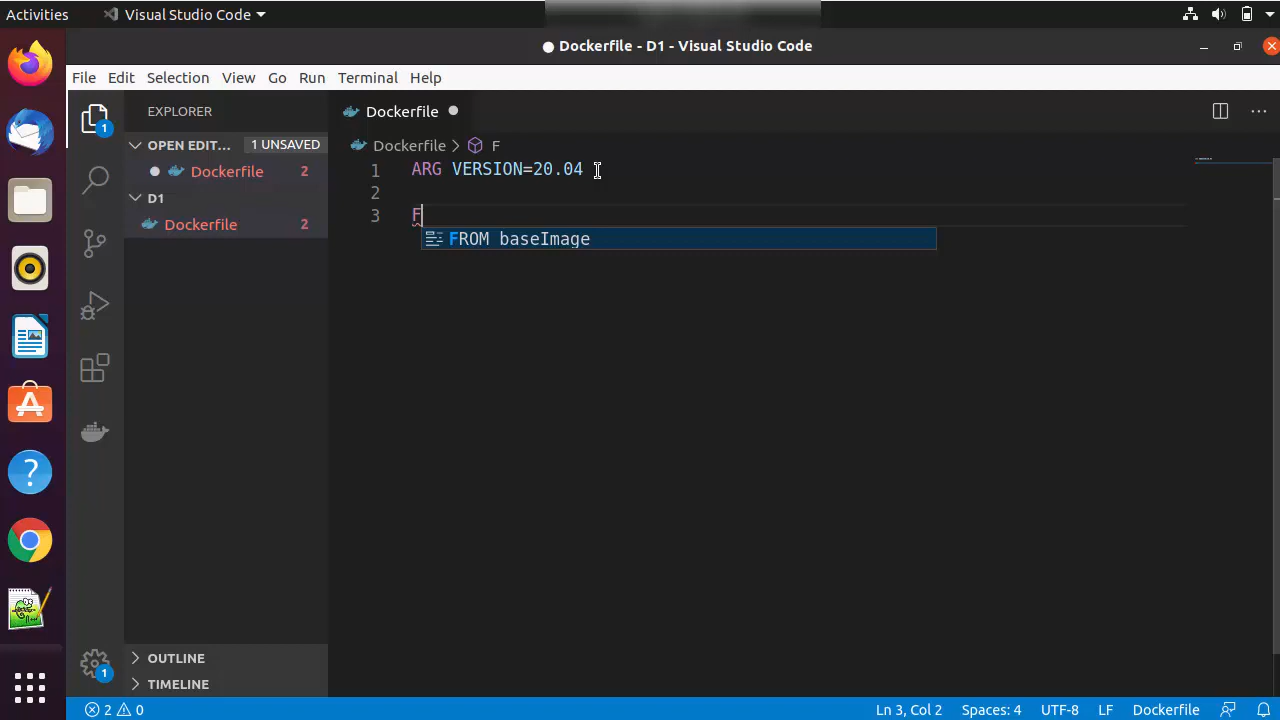 Activities
Visual Studio Code
● Dockerfile - D1 - Visual Studio Code
File Edit Selection View Go Run Terminal Help
EXPLORER
OPEN EDIT... 1 UNSAVED
Dockerfile 2
D1
Dockerfile 2
OUTLINE
TIMELINE
1
1
Dockerfile
Dockerfile > F
1 ARG VERSION=20.04
2
3 F
FROM baseImage
2 0
Ln 3, Col 2 Spaces: 4 UTF-8 LF Dockerfile